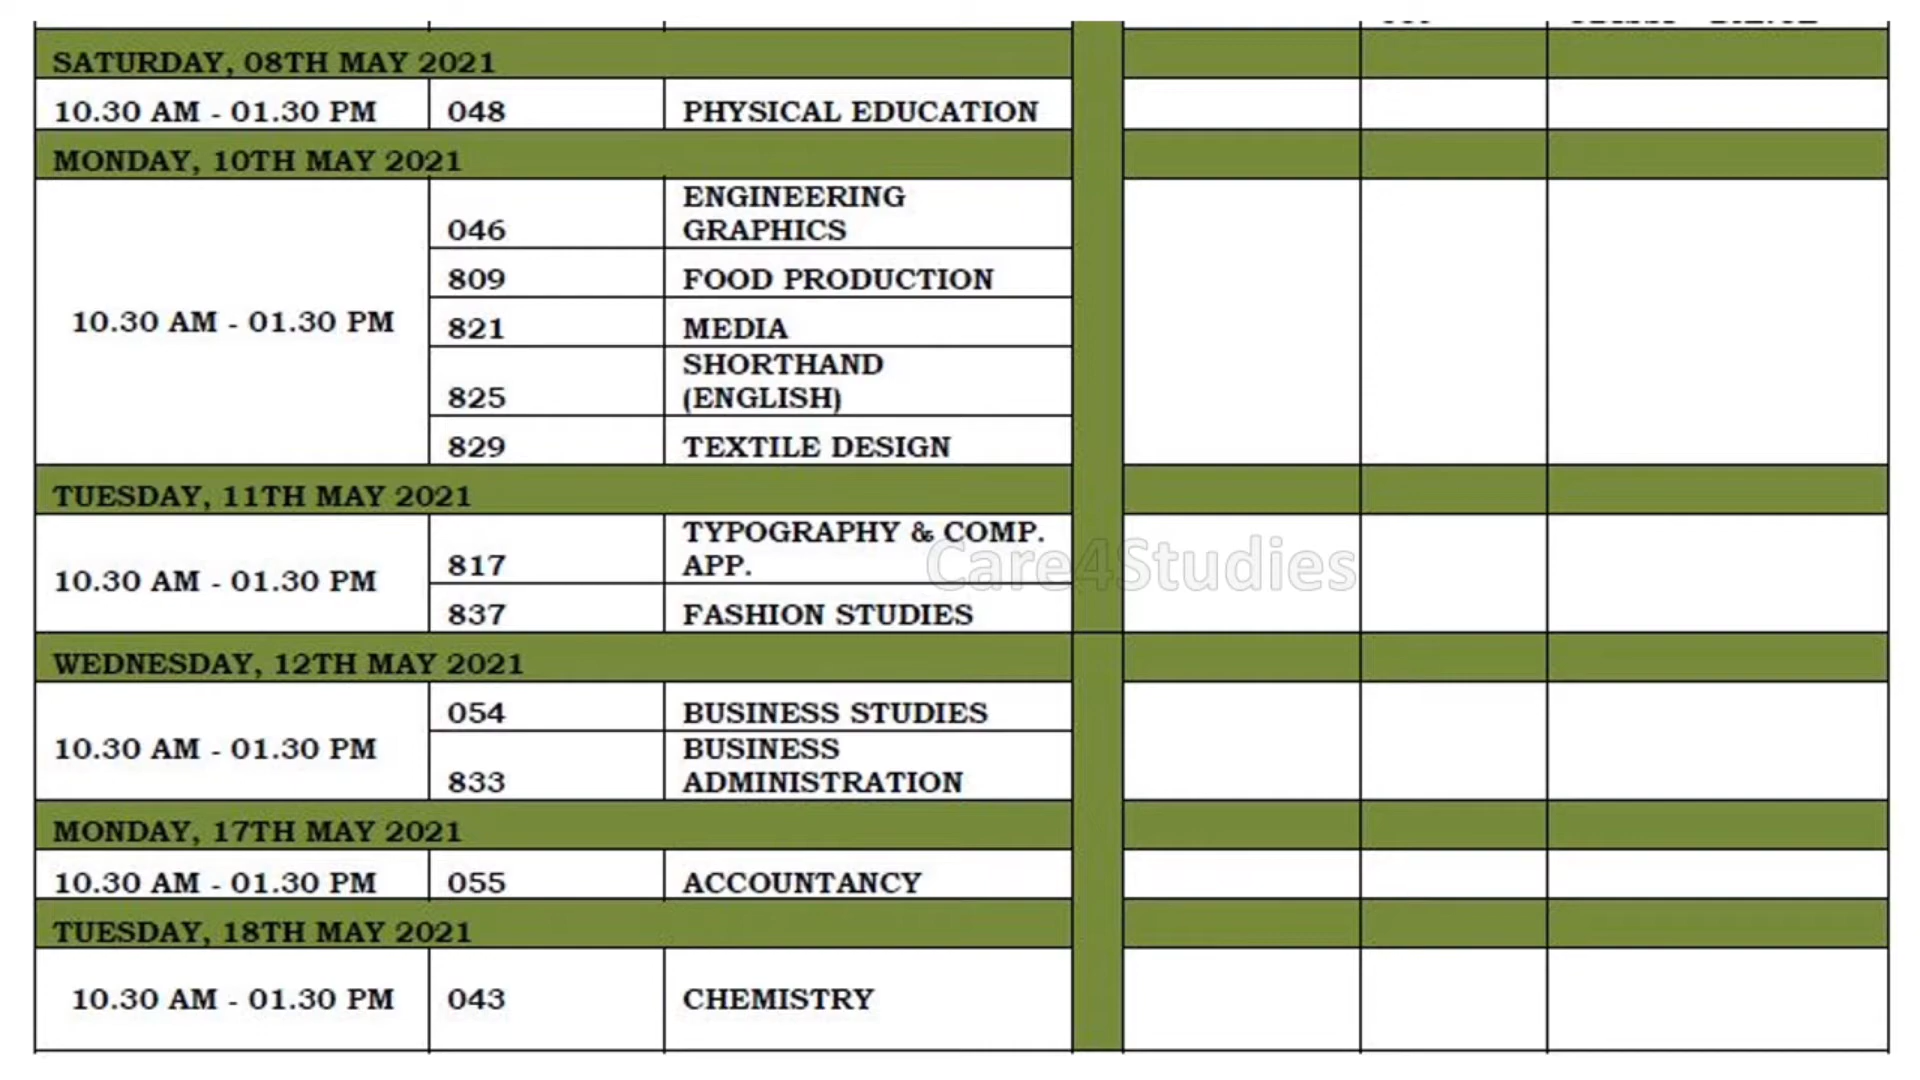 SATURDAY, 08TH MAY 2021
10.30 AM - 01.30 PM 048 PHYSICAL EDUCATION
MONDAY, 10TH MAY 2021
10.30 AM - 01.30 PM
046 ENGINEERING
GRAPHICS
809 FOOD PRODUCTION
821 MEDIA
825 SHORTHAND
(ENGLISH)
829 TEXTILE DESIGN
TUESDAY, 11TH MAY 2021
10.30 AM - 01.30 PM
817 TYPOGRAPHY & COMP.
APP.
837 FASHION STUDIES
Care4Studies
WEDNESDAY, 12TH MAY 2021
10.30 AM - 01.30 PM
054 BUSINESS STUDIES
833 BUSINESS
ADMINISTRATION
MONDAY, 17TH MAY 2021
10.30 AM - 01.30 PM 055 ACCOUNTANCY
TUESDAY, 18TH MAY 2021
10.30 AM - 01.30 PM 043 CHEMISTRY